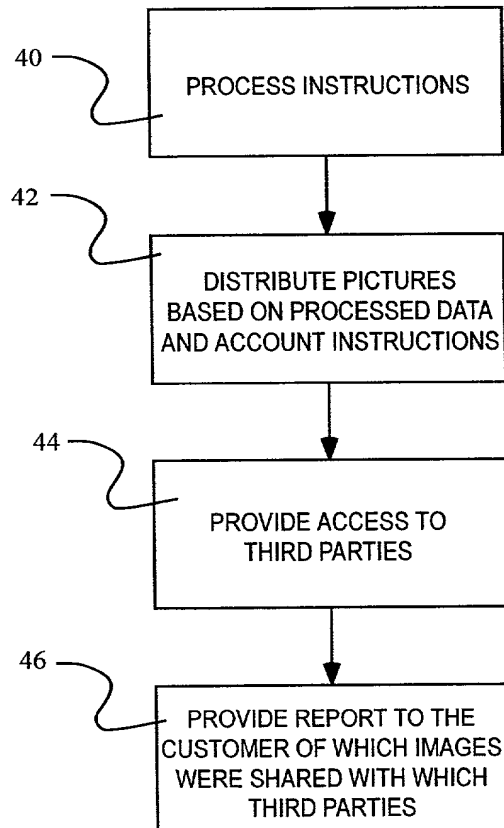 40
PROCESS INSTRUCTIONS
42
DISTRIBUTE PICTURES
BASED ON PROCESSED DATA
AND ACCOUNT INSTRUCTIONS
44
PROVIDE ACCESS TO
THIRD PARTIES
46
PROVIDE REPORT TO THE
CUSTOMER OF WHICH IMAGES
WERE SHARED WITH WHICH
THIRD PARTIES